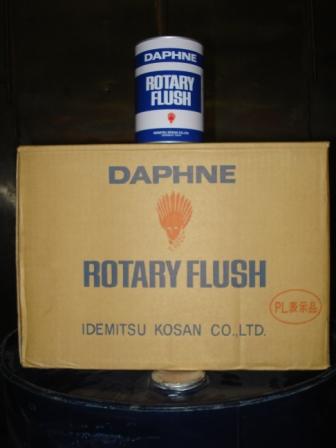 DAPHNE
ROTARY
FLUSH
DAPHNE
ROTARY FLUSH
PL表示品
IDEMITSU KOSAN CO.,LTD.